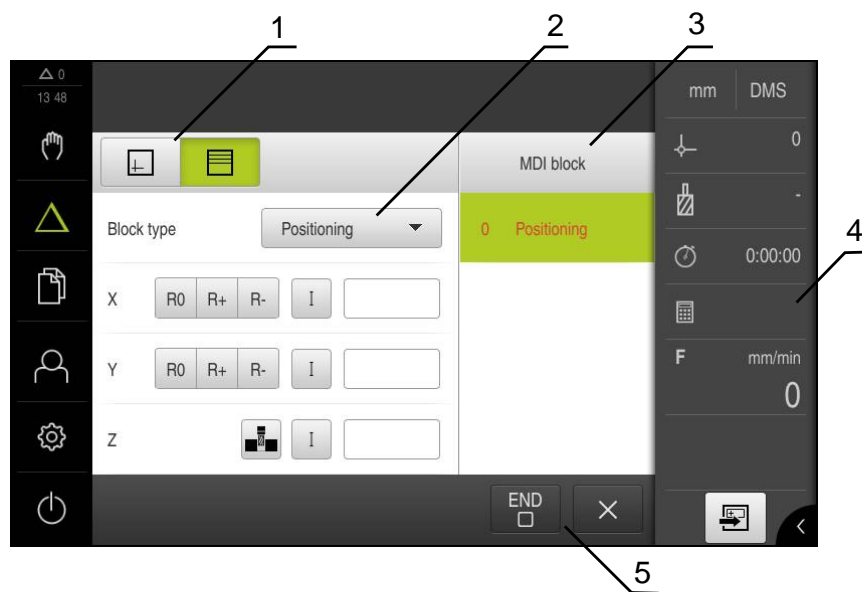 1 2 3
0
13 48
mm DMS
0
MDI block
-
Block type Positioning 0 Positioning
4
0:00:00
X R0 R+ R- I
F mm/min
Y R0 R+ R- I
0
Z I
END
5